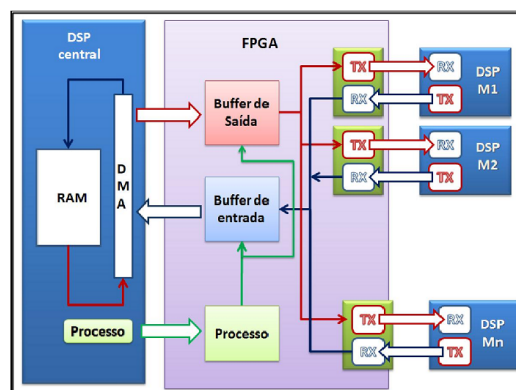 DSP
central
RAM
D
M
A
Processo
FPGA
Buffer de
Saída
Buffer de
entrada
Processo
TX
RX
RX
TX
DSP
M1
TX
RX
RX
TX
DSP
M2
TX
RX
RX
TX
DSP
Mn